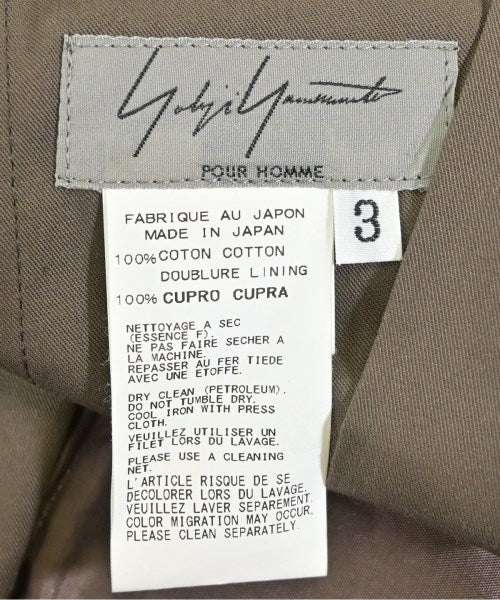 Yohji Yamamoto
POUR HOMME
3
FABRIQUE AU JAPON
MADE IN JAPAN
100% COTON COTTON
DOUBLURE LINING
100% CUPRO CUPRA
NETTOYAGE A SEC
(ESSENCE F).
NE PAS FAIRE SECHER A
LA MACHINE.
REPASSER AU FER TIEDE
AVEC UNE ETOFFE.
DRY CLEAN (PETROLEUM).
DO NOT TUMBLE DRY.
COOL IRON WITH PRESS
CLOTH.
VEUILLEZ UTILISER UN
FILET LORS DU LAVAGE.
PLEASE USE A CLEANING
NET.
L'ARTICLE RISQUE DE SE
DECOLORER LORS DU LAVAGE,
VEUILLEZ LAVER SEPAREMENT.
COLOR MIGRATION MAY OCCUR.
PLEASE CLEAN SEPARATELY.